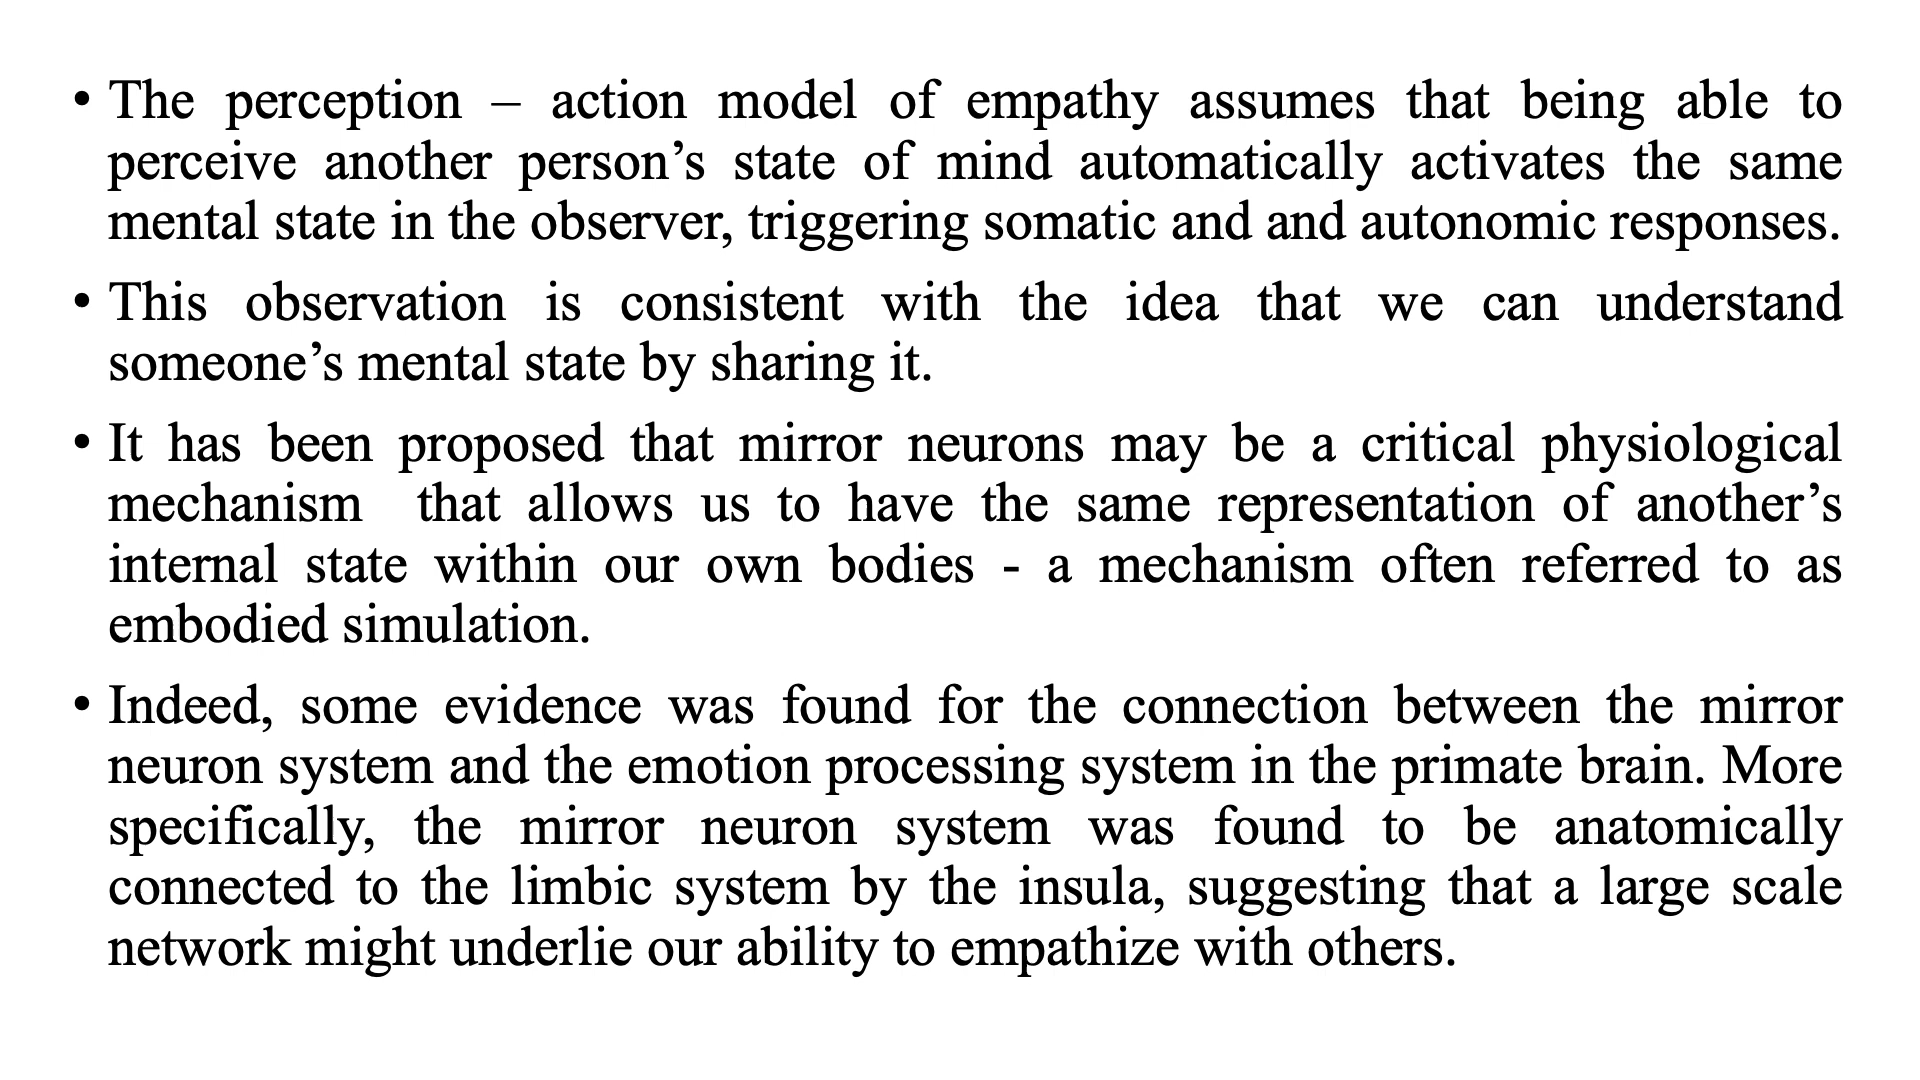 • The perception – action model of empathy assumes that being able to
perceive another person’s state of mind automatically activates the same
mental state in the observer, triggering somatic and and autonomic responses.
• This observation is consistent with the idea that we can understand
someone’s mental state by sharing it.
• It has been proposed that mirror neurons may be a critical physiological
mechanism  that allows us to have the same representation of another’s
internal state within our own bodies - a mechanism often referred to as
embodied simulation.
• Indeed, some evidence was found for the connection between the mirror
neuron system and the emotion processing system in the primate brain. More
specifically, the mirror neuron system was found to be anatomically
connected to the limbic system by the insula, suggesting that a large scale
network might underlie our ability to empathize with others.